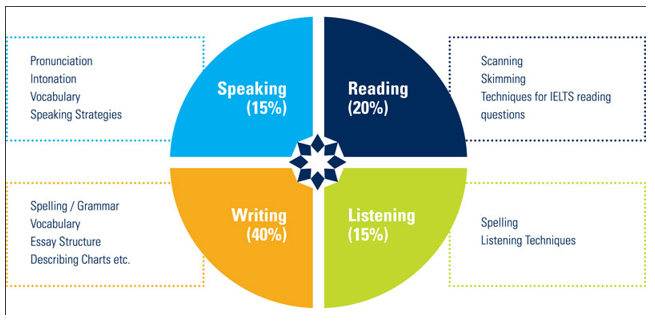 Pronunciation
Intonation
Vocabulary
Speaking Strategies
Speaking
(15%)
Reading
(20%)
Scanning
Skimming
Techniques for IELTS reading
questions
Spelling / Grammar
Vocabulary
Essay Structure
Describing Charts etc.
Writing
(40%)
Listening
(15%)
Spelling
Listening Techniques